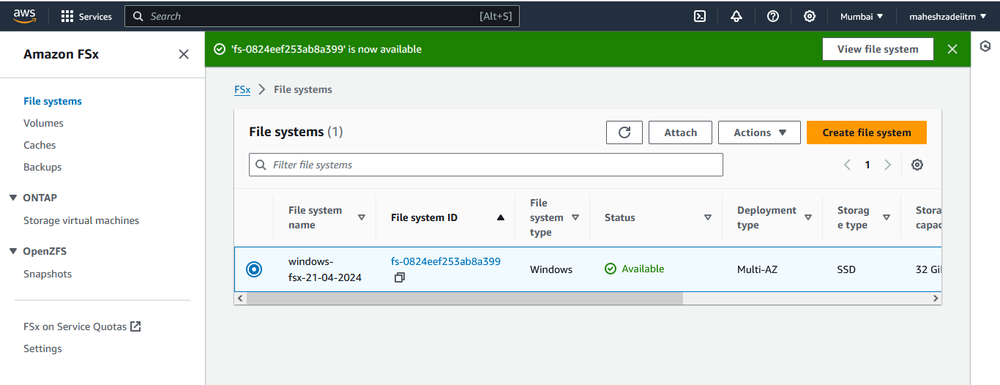 aws
Services
Search
[Alt+S]
Mumbai
maheshzadeiitm
Amazon FSx
'fs-0824eef253ab8a399' is now available
View file system
File systems
Volumes
Caches
Backups
ONTAP
Storage virtual machines
OpenZFS
Snapshots
FSx on Service Quotas
Settings
FSx
File systems
File systems (1)
Attach
Actions
Create file system
Filter file systems
1
File system
name
File system ID
File
system
type
Status
Deployment
type
Storag
e type
Stora
capac
windows-
fsx-21-04-2024
fs-0824eef253ab8a399
Windows
Available
Multi-AZ
SSD
32 Gi